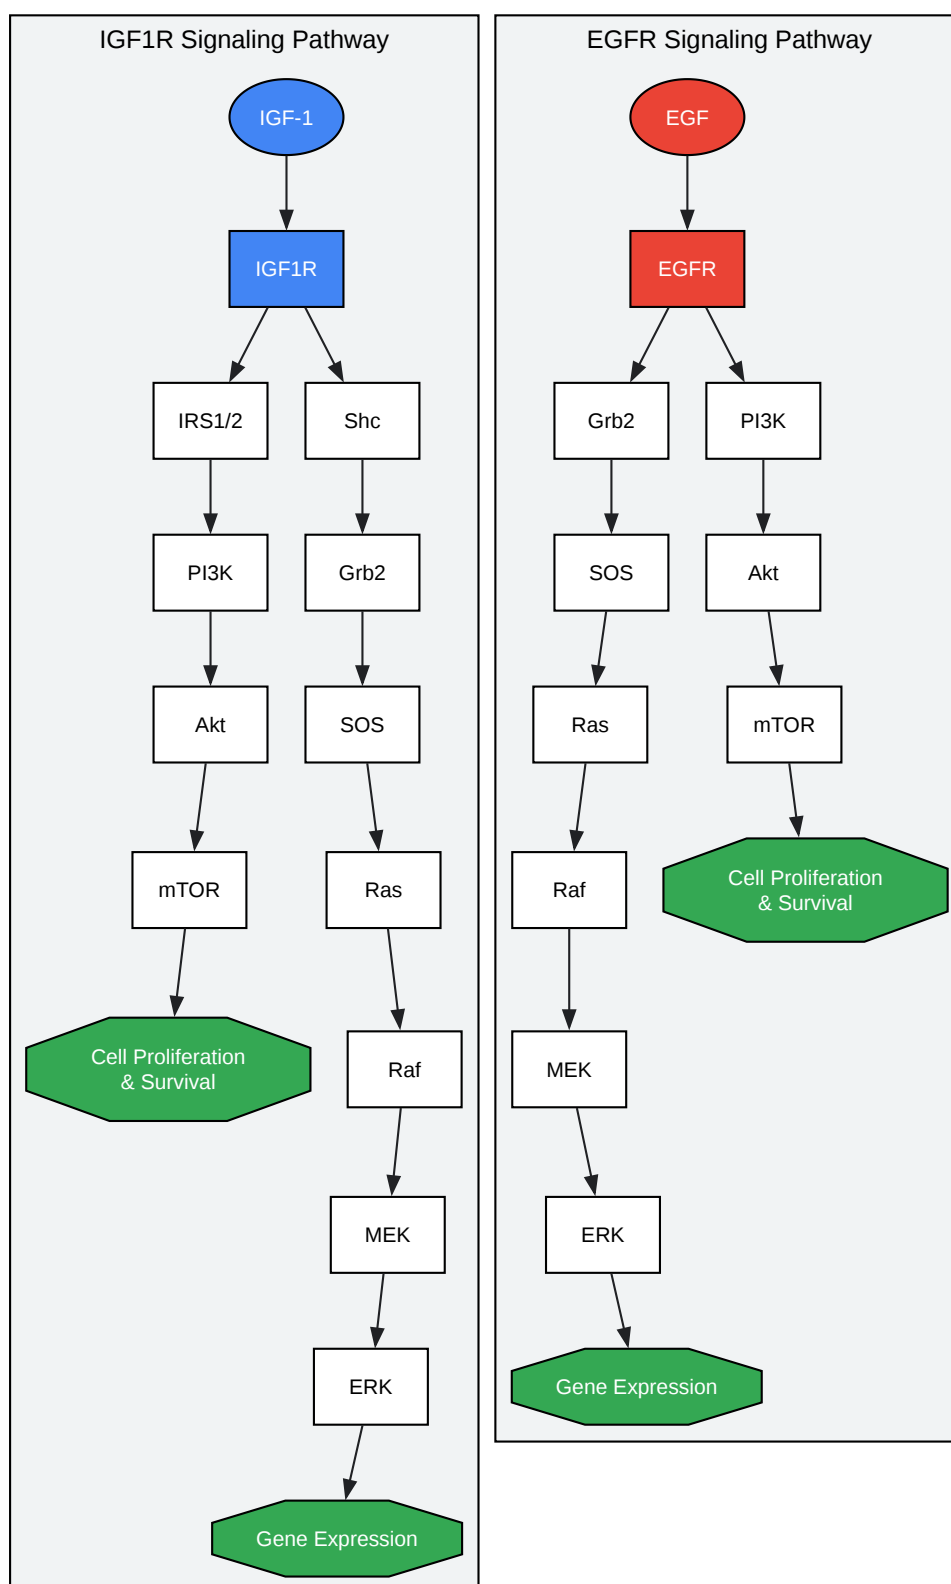 IGF1R Signaling Pathway
IGF-1
IGF1R
IRS1/2
Shc
PI3K
Grb2
Akt
SOS
mTOR
Ras
Cell Proliferation
& Survival
Raf
MEK
ERK
Gene Expression
EGFR Signaling Pathway
EGF
EGFR
Grb2
PI3K
SOS
Akt
Ras
mTOR
Raf
Cell Proliferation
& Survival
MEK
ERK
Gene Expression